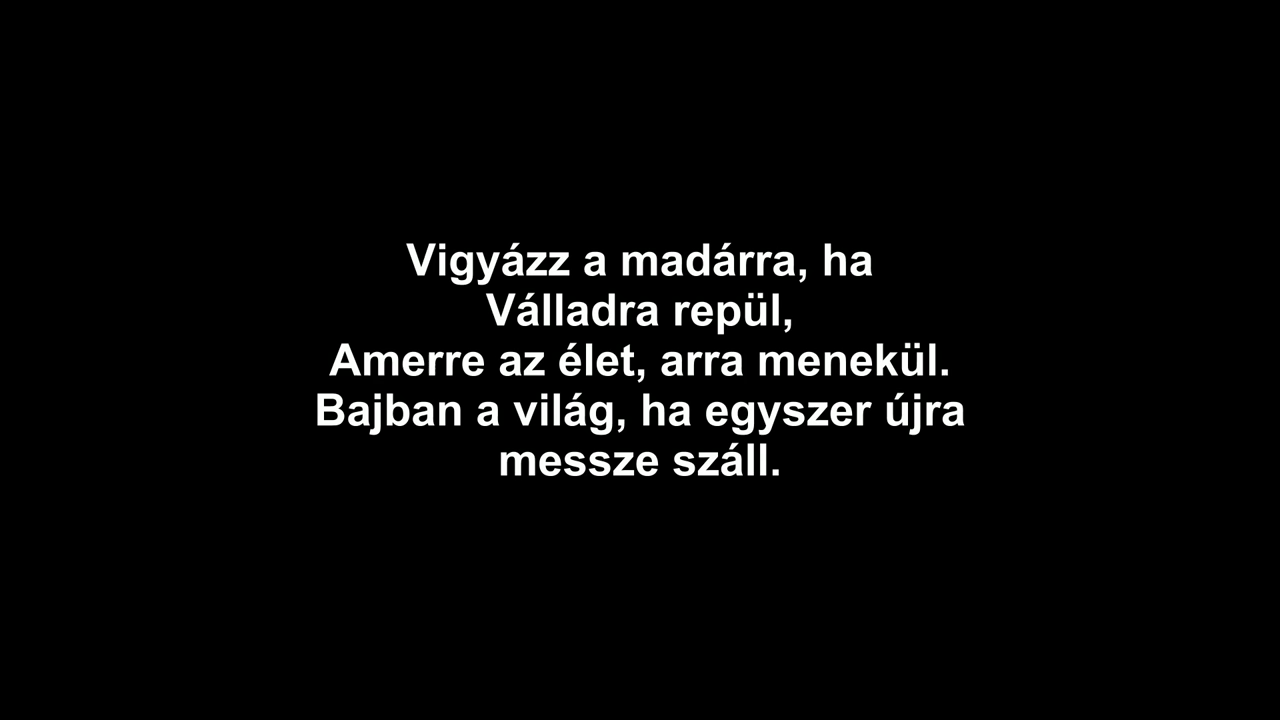 Vigyázz a madárra, ha
Válladra repül,
Amerre az élet, arra menekül.
Bajban a világ, ha egyszer újra
messze száll.